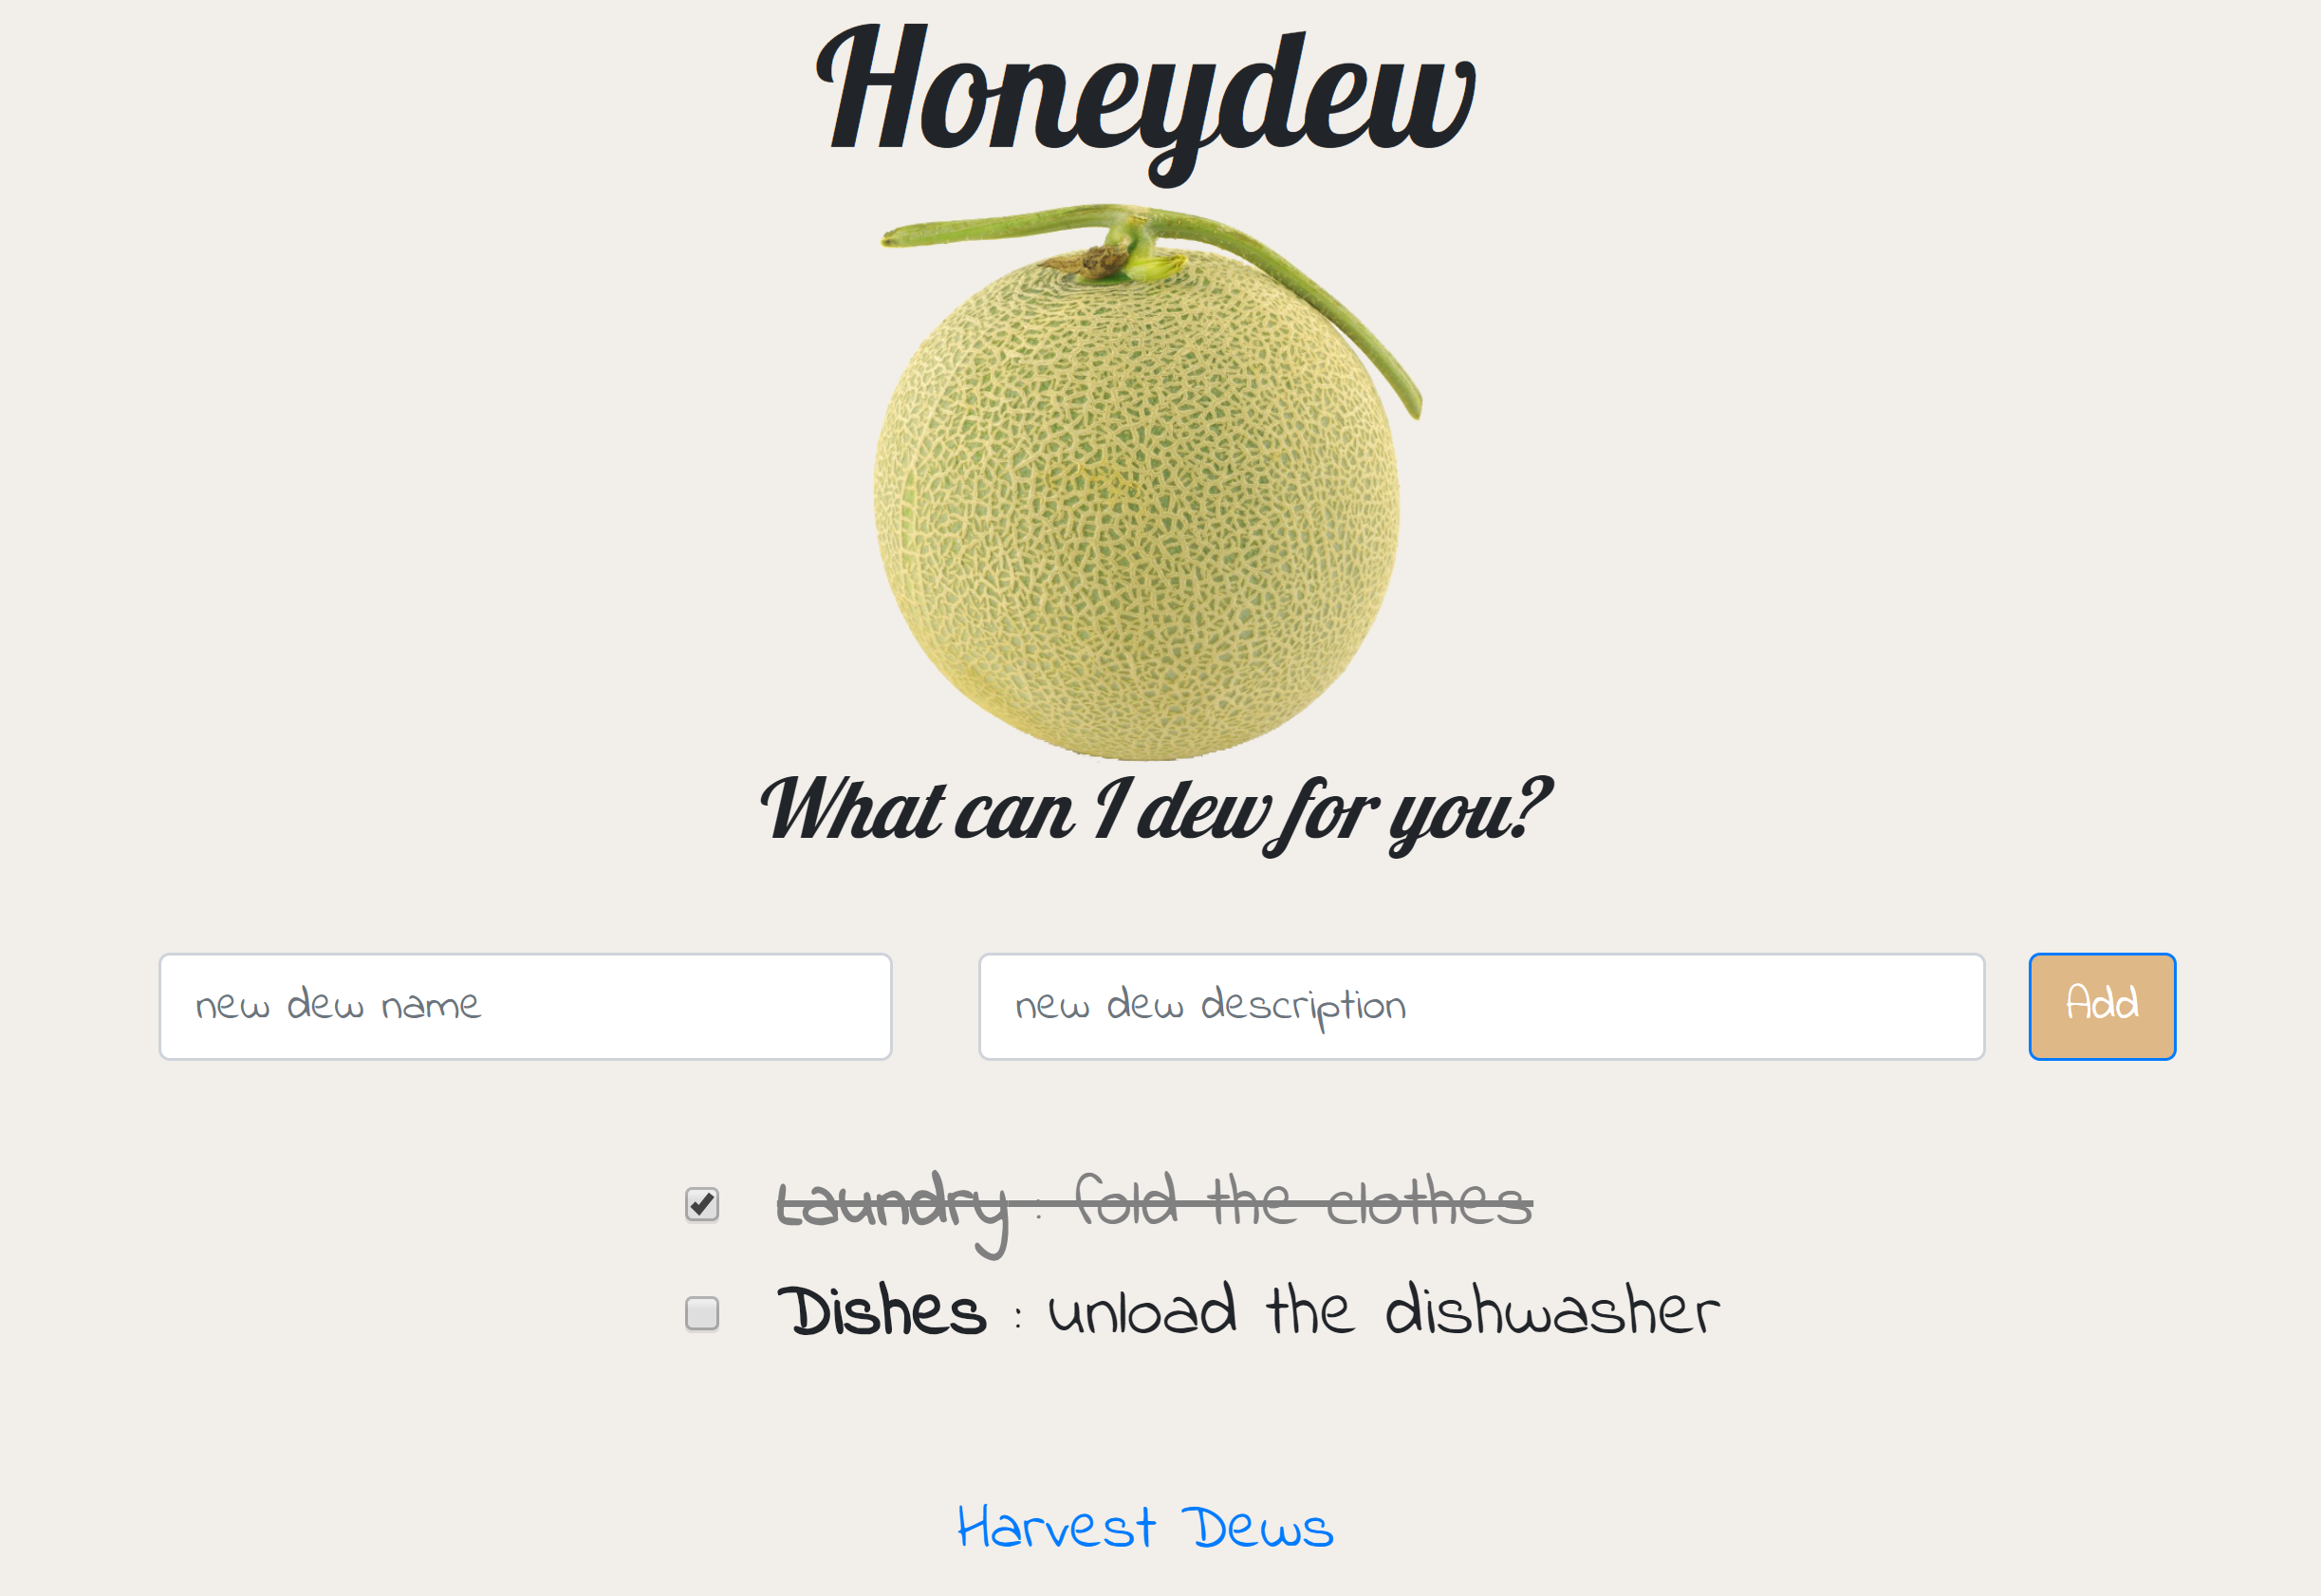 Honeydew
What can I dew for you?
new dew name new dew description Add
Laundry : fold the clothes
Dishes : unload the dishwasher
Harvest Dews